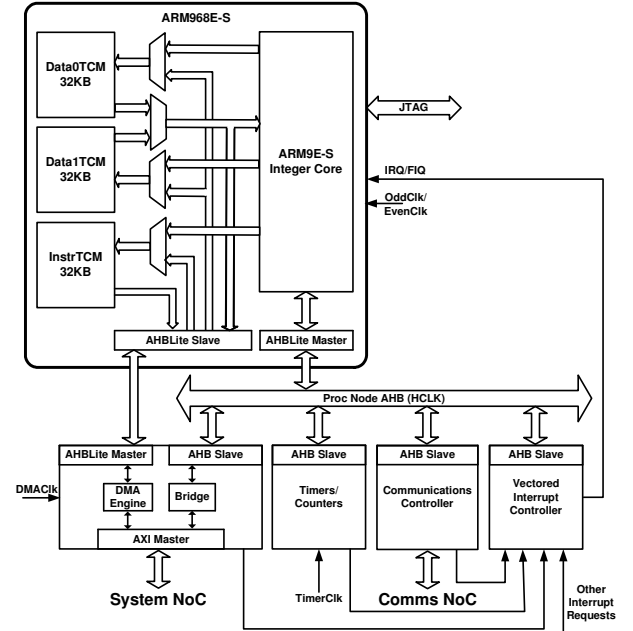 ARM968E-S
Data0TCM
32KB
Data1TCM
32KB
InstrTCM
32KB
ARM9E-S
Integer Core
JTAG
IRQ/FIQ
OddClk/
EvenClk
AHBLite Slave
AHBLite Master
Proc Node AHB (HCLK)
AHBLite Master
AHB Slave
AHB Slave
AHB Slave
AHB Slave
DMAClk
DMA
Engine
Bridge
AXI Master
Timers/
Counters
Communications
Controller
Vectored
Interrupt
Controller
System NoC
TimerClk
Comms NoC
Other
Interrupt
Requests